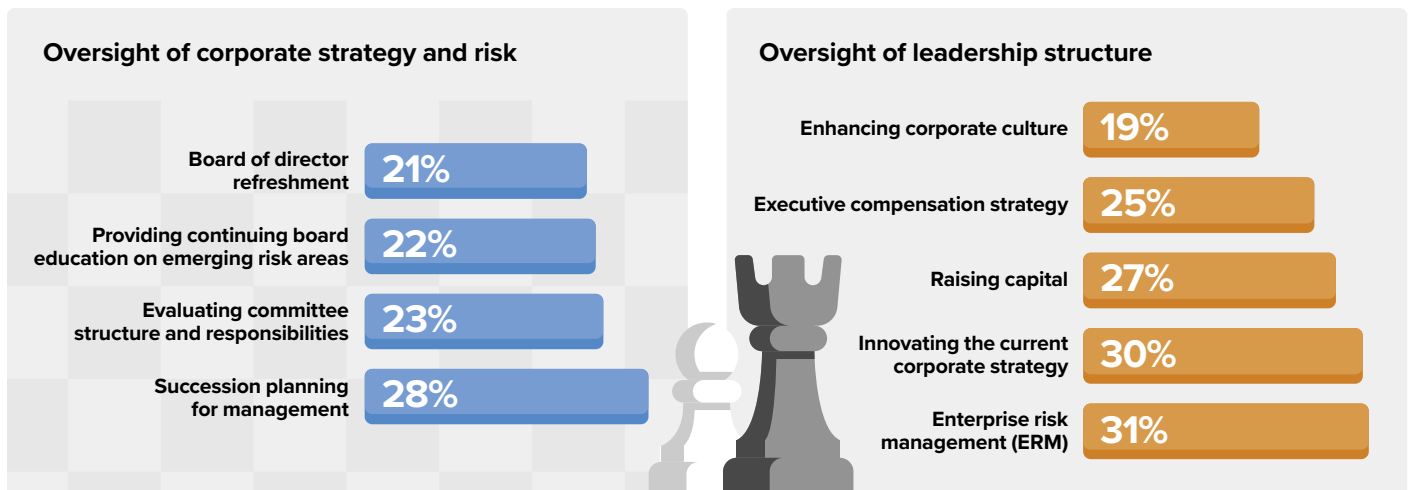 Oversight of corporate strategy and risk
Board of director
refreshment
21%
Providing continuing board
education on emerging risk areas
22%
Evaluating committee
structure and responsibilities
23%
Succession planning
for management
28%
Oversight of leadership structure
Enhancing corporate culture
19%
Executive compensation strategy
25%
Raising capital
27%
Innovating the current
corporate strategy
30%
Enterprise risk
management (ERM)
31%